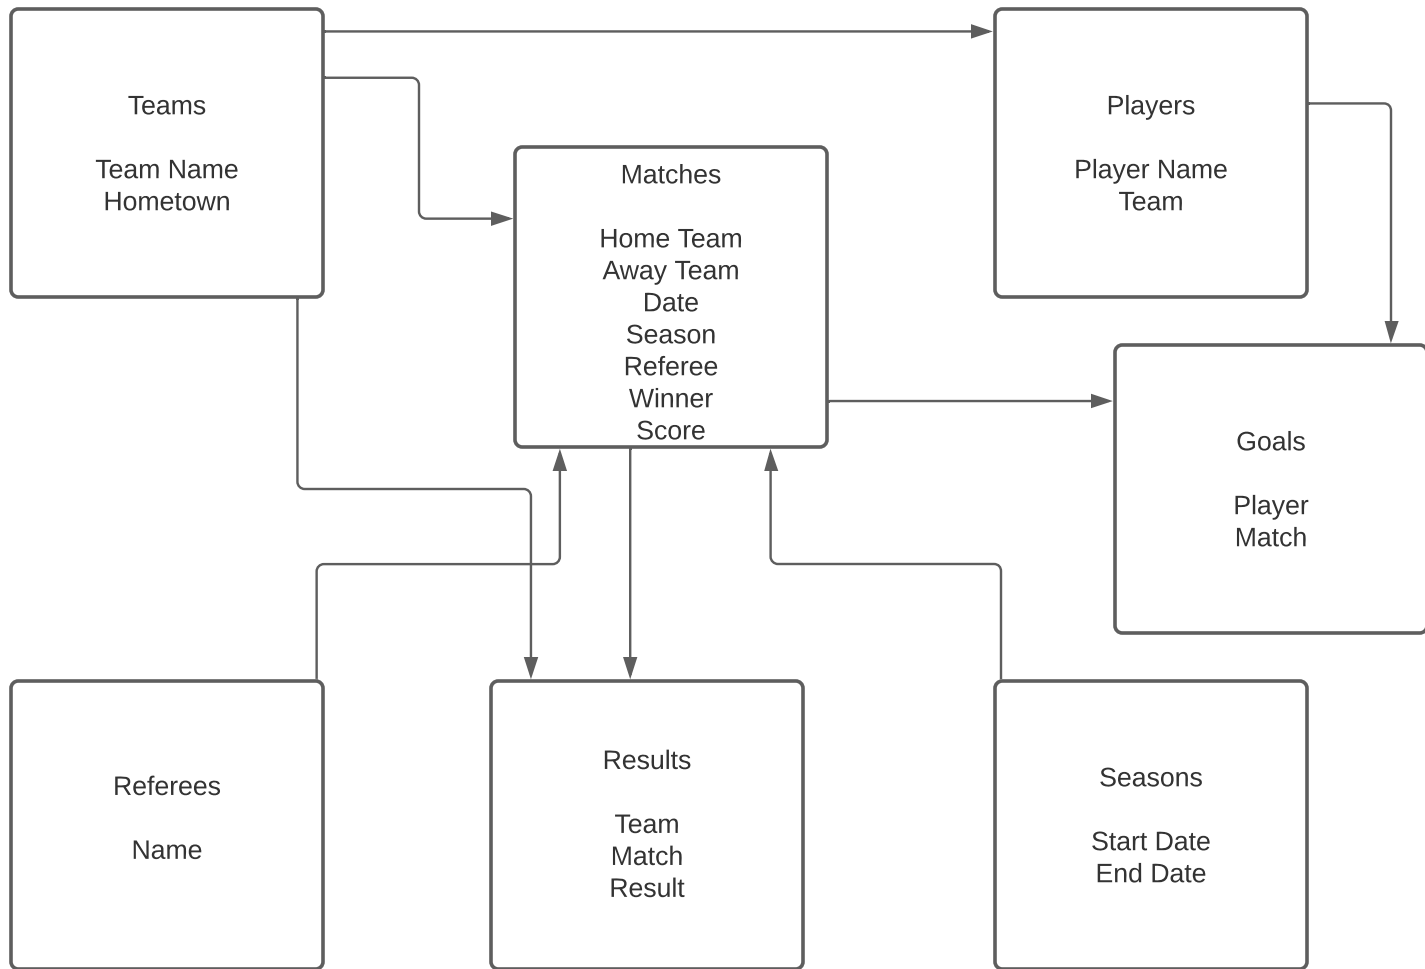 Teams
Team Name
Hometown
Players
Player Name
Team
Matches
Home Team
Away Team
Date
Season
Referee
Winner
Score
Goals
Player
Match
Referees
Name
Results
Team
Match
Result
Seasons
Start Date
End Date